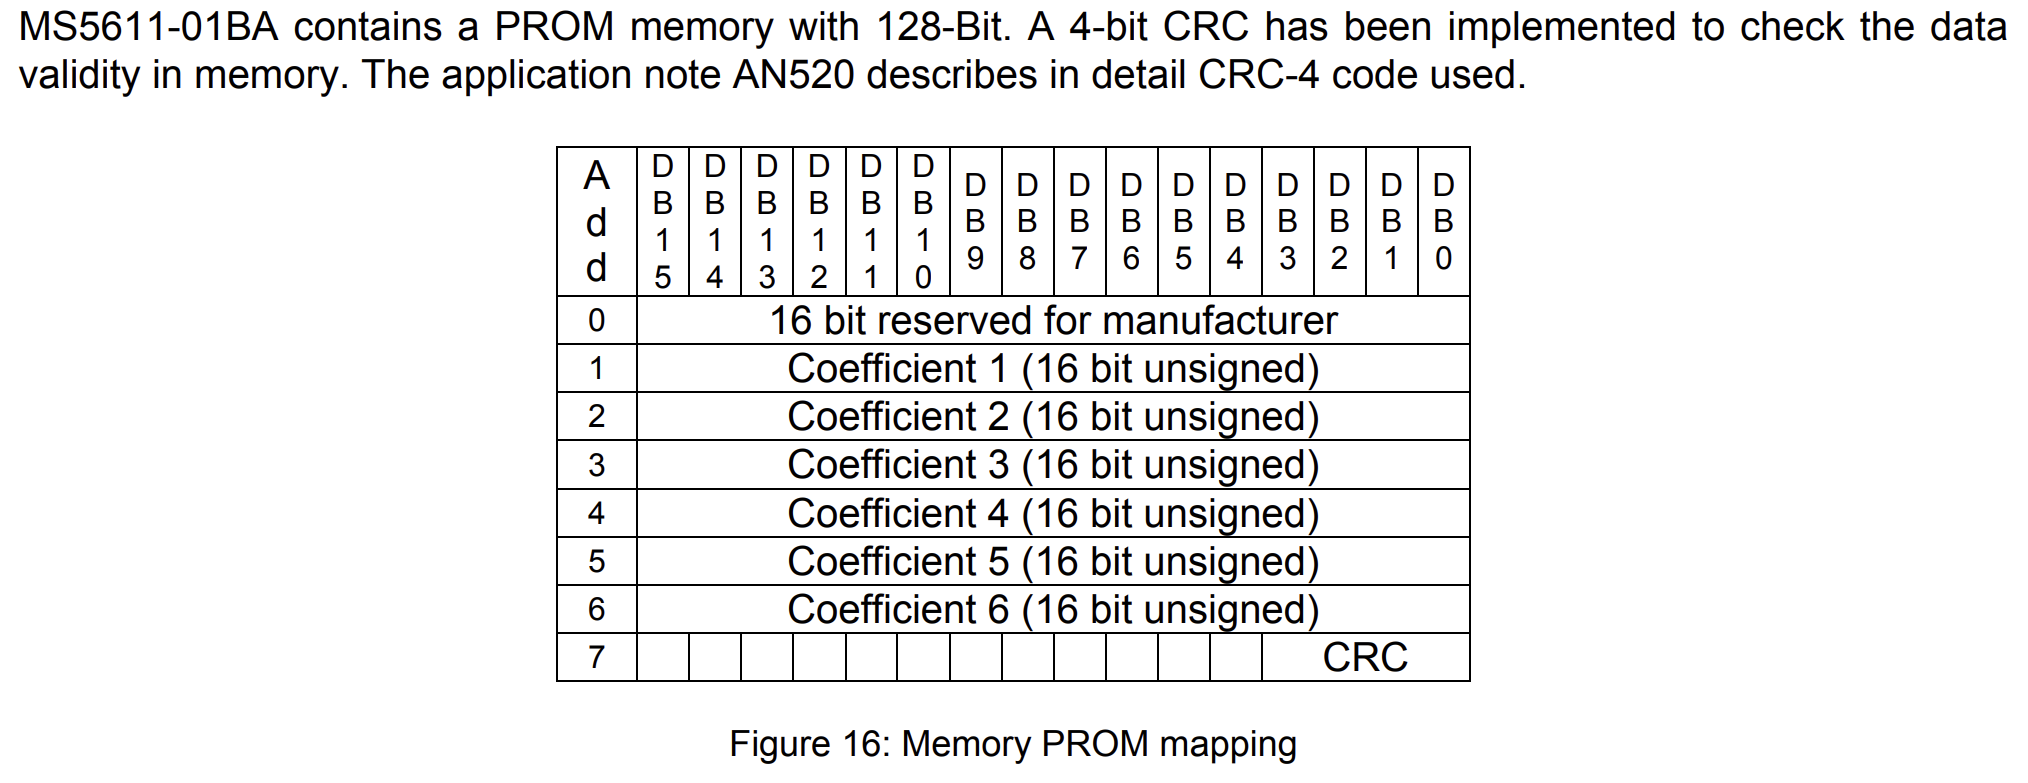 MS5611-01BA contains a PROM memory with 128-Bit. A 4-bit CRC has been implemented to check the data
validity in memory. The application note AN520 describes in detail CRC-4 code used.
Add DB15 DB14 DB13 DB12 DB11 DB10 DB9 DB8 DB7 DB6 DB5 DB4 DB3 DB2 DB1 DB0
0 16 bit reserved for manufacturer
1 Coefficient 1 (16 bit unsigned)
2 Coefficient 2 (16 bit unsigned)
3 Coefficient 3 (16 bit unsigned)
4 Coefficient 4 (16 bit unsigned)
5 Coefficient 5 (16 bit unsigned)
6 Coefficient 6 (16 bit unsigned)
7 CRC
Figure 16: Memory PROM mapping